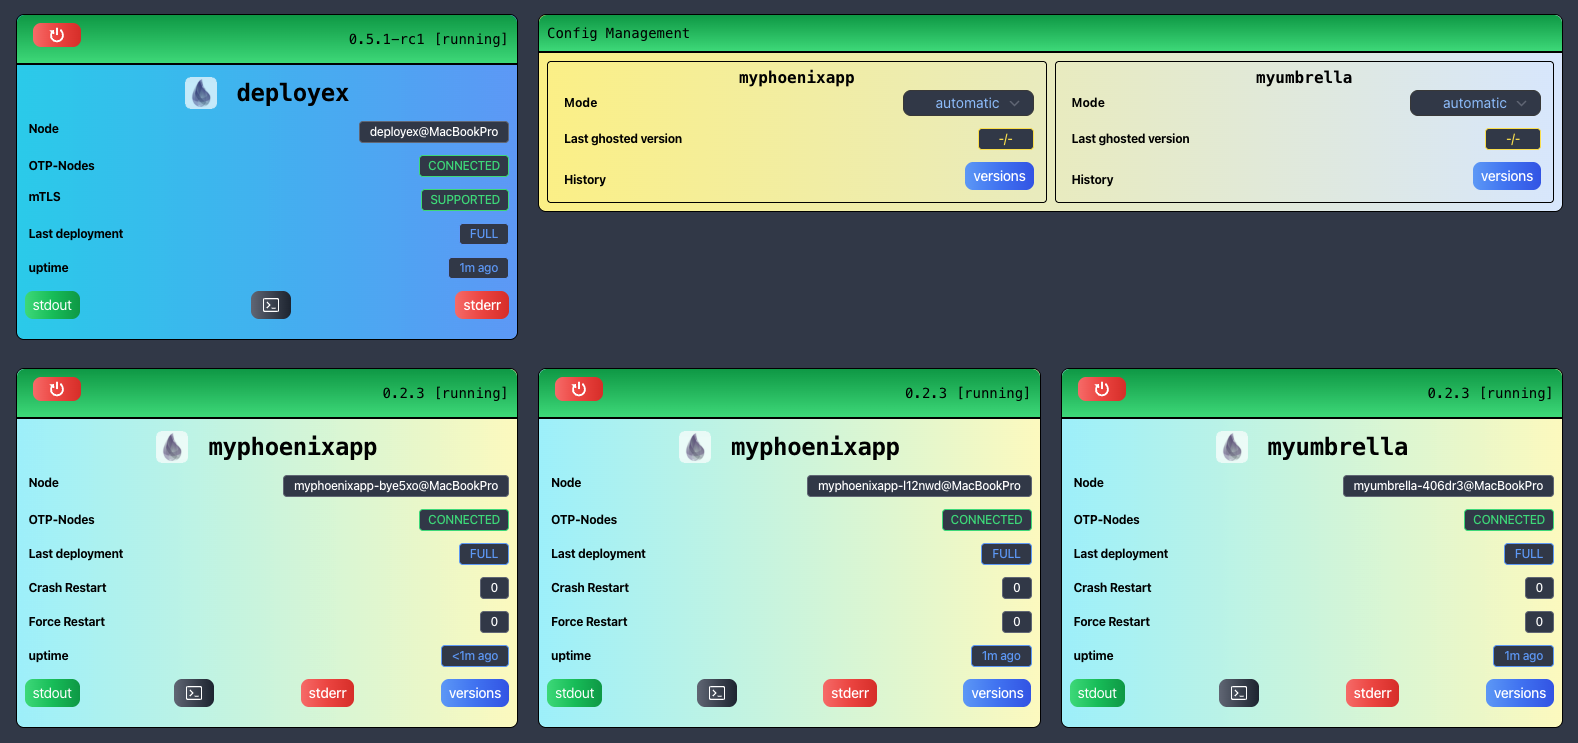 0.5.1-rc1 [running]
deployex
Node deployex@MacBookPro
OTP-Nodes CONNECTED
mTLS SUPPORTED
Last deployment FULL
uptime 1m ago
stdout stderr
Config Management
myphoenixapp
Mode automatic
Last ghosted version -/-
History versions
myumbrella
Mode automatic
Last ghosted version -/-
History versions
0.2.3 [running]
myphoenixapp
Node myphoenixapp-bye5xo@MacBookPro
OTP-Nodes CONNECTED
Last deployment FULL
Crash Restart 0
Force Restart 0
uptime <1m ago
stdout stderr versions
0.2.3 [running]
myphoenixapp
Node myphoenixapp-l12nwd@MacBookPro
OTP-Nodes CONNECTED
Last deployment FULL
Crash Restart 0
Force Restart 0
uptime 1m ago
stdout stderr versions
0.2.3 [running]
myumbrella
Node myumbrella-406dr3@MacBookPro
OTP-Nodes CONNECTED
Last deployment FULL
Crash Restart 0
Force Restart 0
uptime 1m ago
stdout stderr versions